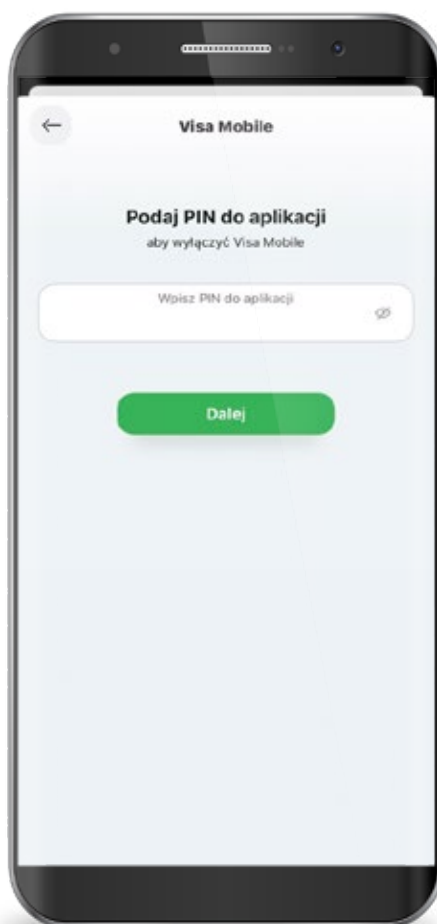 Visa Mobile
Podaj PIN do aplikacji
aby wyłączyć Visa Mobile
Wpisz PIN do aplikacji
Dalej